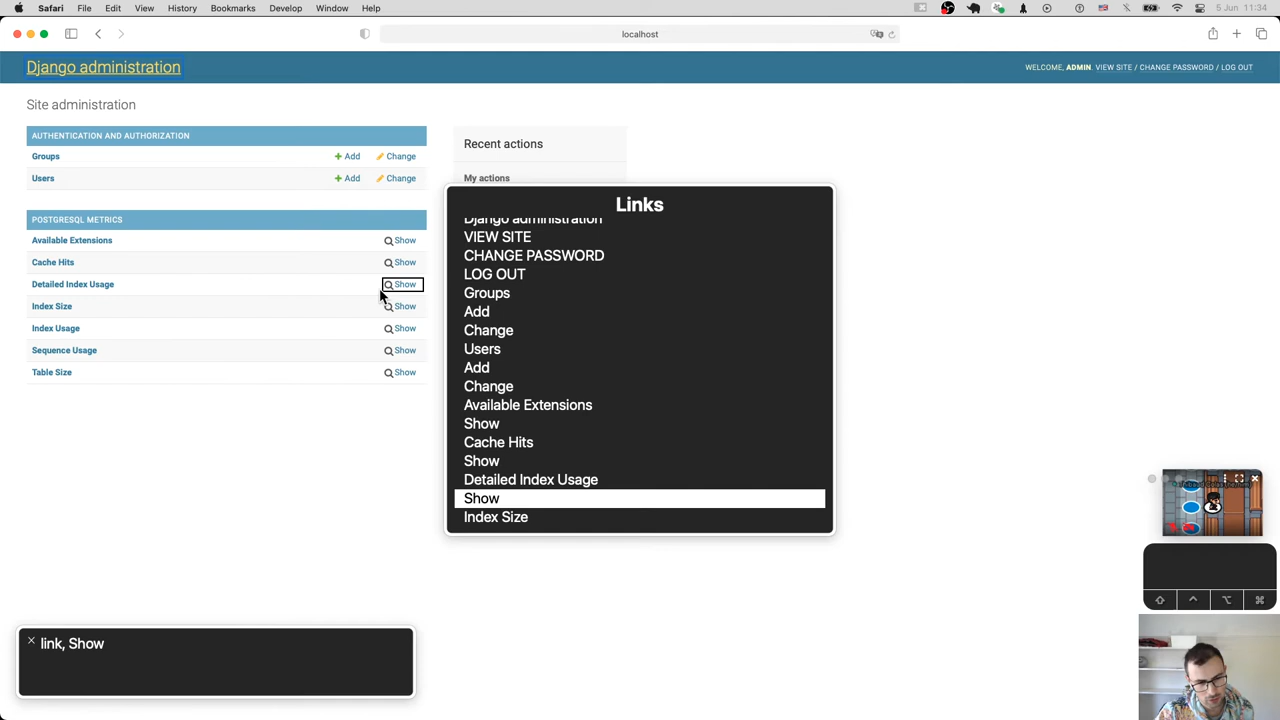 Safari File Edit View History Bookmarks Develop Window Help 5 Jun 11:34
localhost
Django administration
WELCOME, ADMIN. VIEW SITE / CHANGE PASSWORD / LOG OUT
Site administration
AUTHENTICATION AND AUTHORIZATION
Groups Add Change
Users Add Change
POSTGRESQL METRICS
Available Extensions Show
Cache Hits Show
Detailed Index Usage Show
Index Size Show
Index Usage Show
Sequence Usage Show
Table Size Show
Recent actions
My actions
Links
Django administration
VIEW SITE
CHANGE PASSWORD
LOG OUT
Groups
Add
Change
Users
Add
Change
Available Extensions
Show
Cache Hits
Show
Detailed Index Usage
Show
Index Size
link, Show